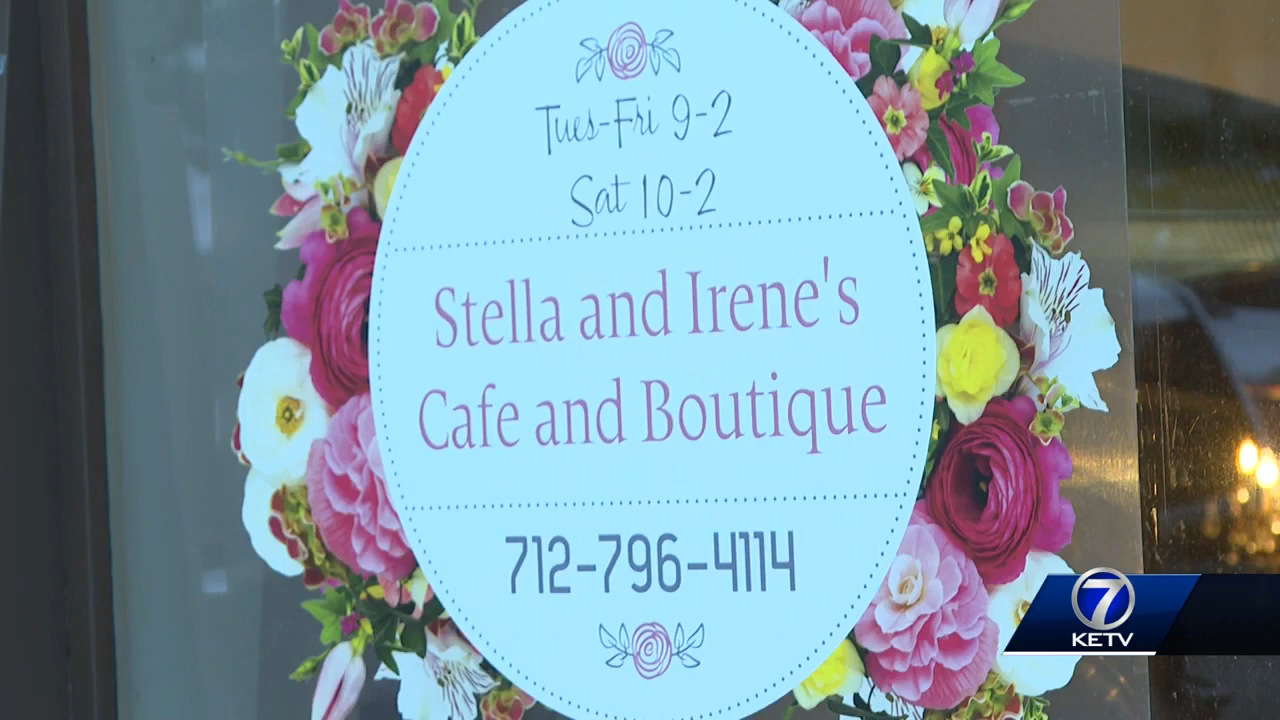 Tues-Fri 9-2
Sat 10-2
Stella and Irene's
Cafe and Boutique
712-796-4114
7
KETV